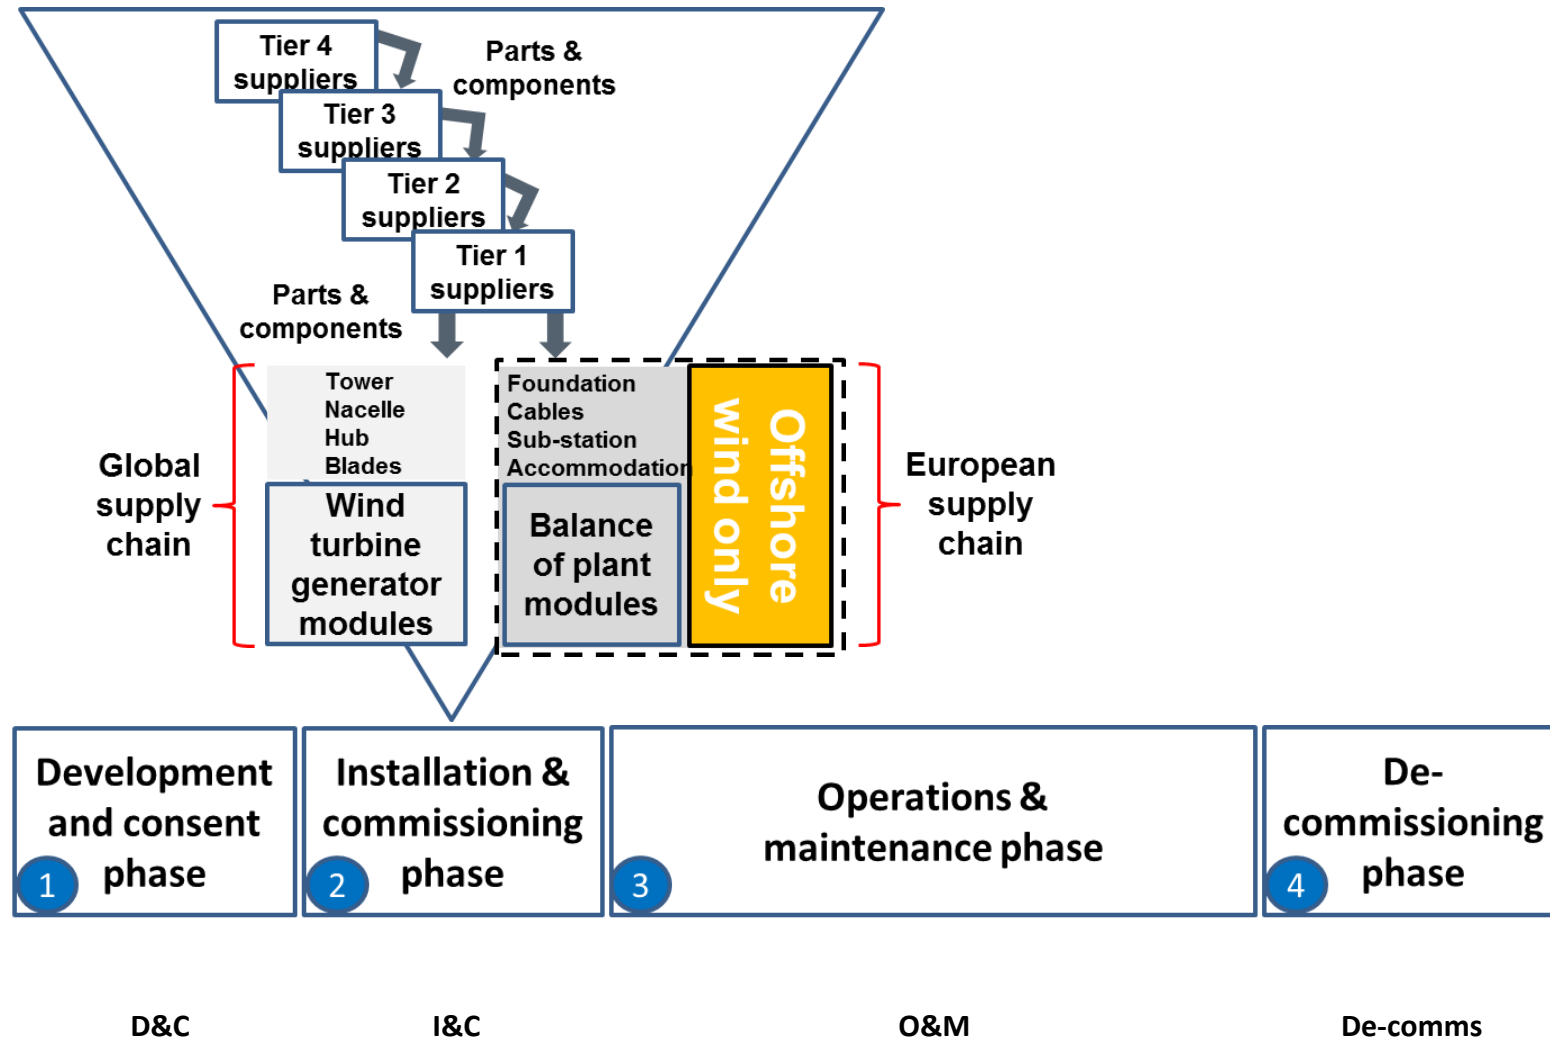 Tier 4
suppliers
Parts &
components
Tier 3
suppliers
Tier 2
suppliers
Tier 1
suppliers
Parts &
components
Tower
Nacelle
Hub
Blades
Foundation
Cables
Sub-station
Accommodation
Offshore
wind only
Global
supply
chain
European
supply
chain
Wind
turbine
generator
modules
Balance
of plant
modules
Development
and consent
phase
1
Installation &
commissioning
phase
2
Operations &
maintenance phase
3
De-
commissioning
phase
4
D&C
I&C
O&M
De-comms